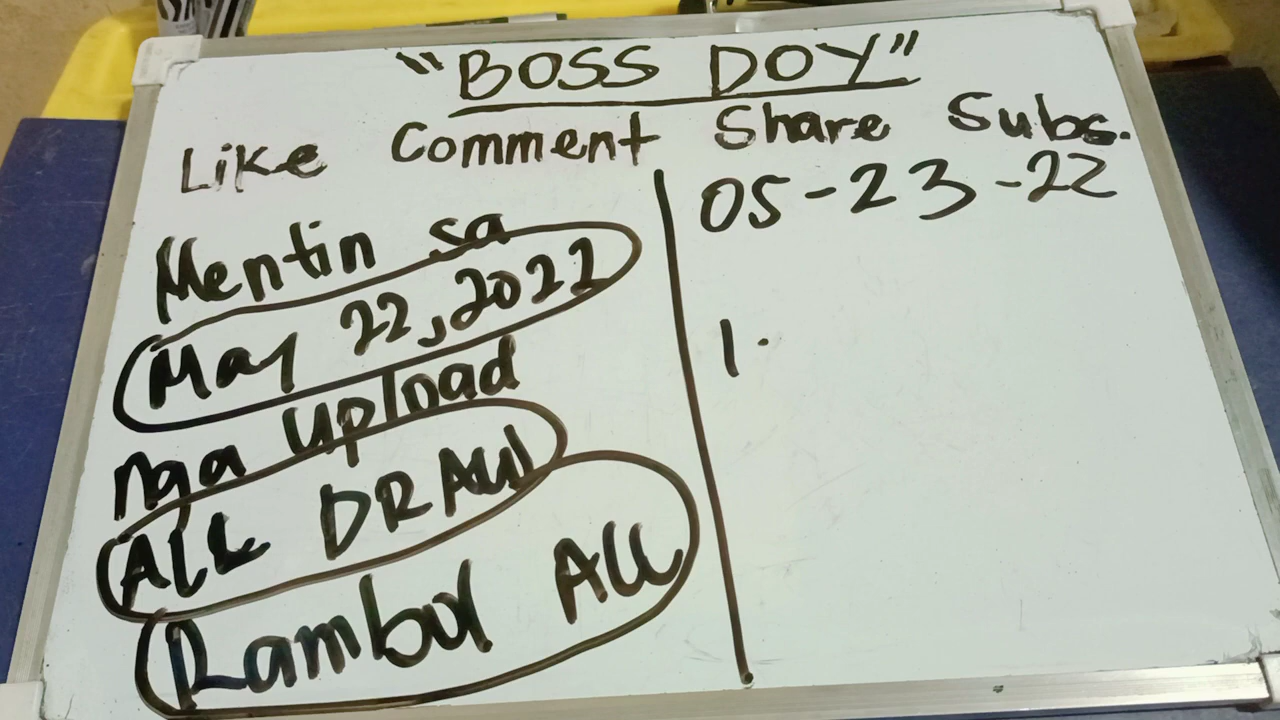 "BOSS DOY"
Like Comment Share Subs.
Mentin sa
May 22, 2022
nga upload
ALL DRAW
Rambol ALL
05-23-22
1.